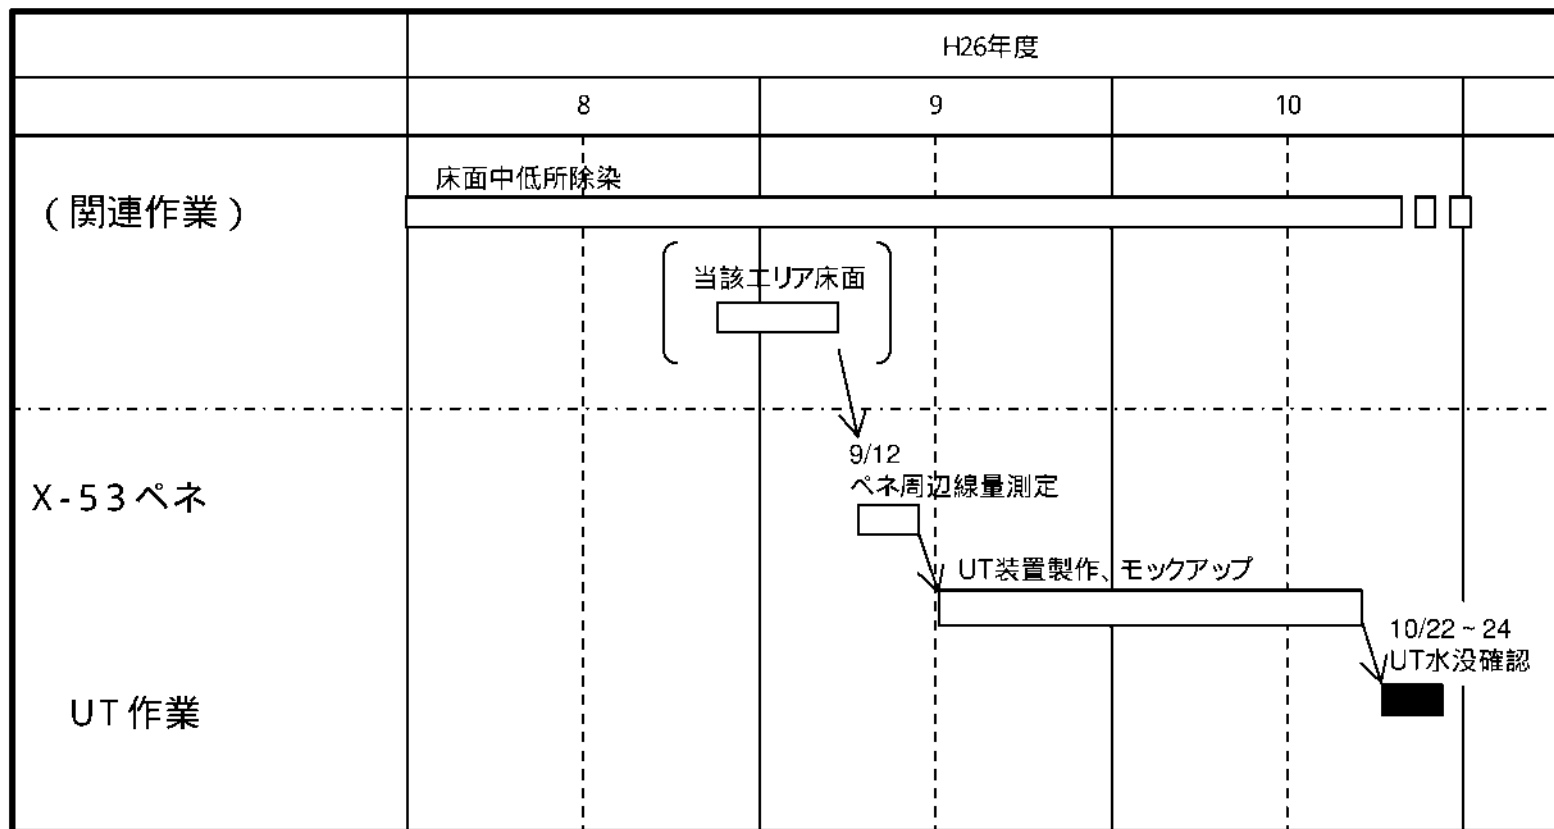 H26年度
8 9 10
床面中低所除染
(関連作業)
当該エリア床面
9/12
ペネ周辺線量測定
X-53ペネ
UT装置製作、モックアップ
10/22~24
UT水没確認
UT作業